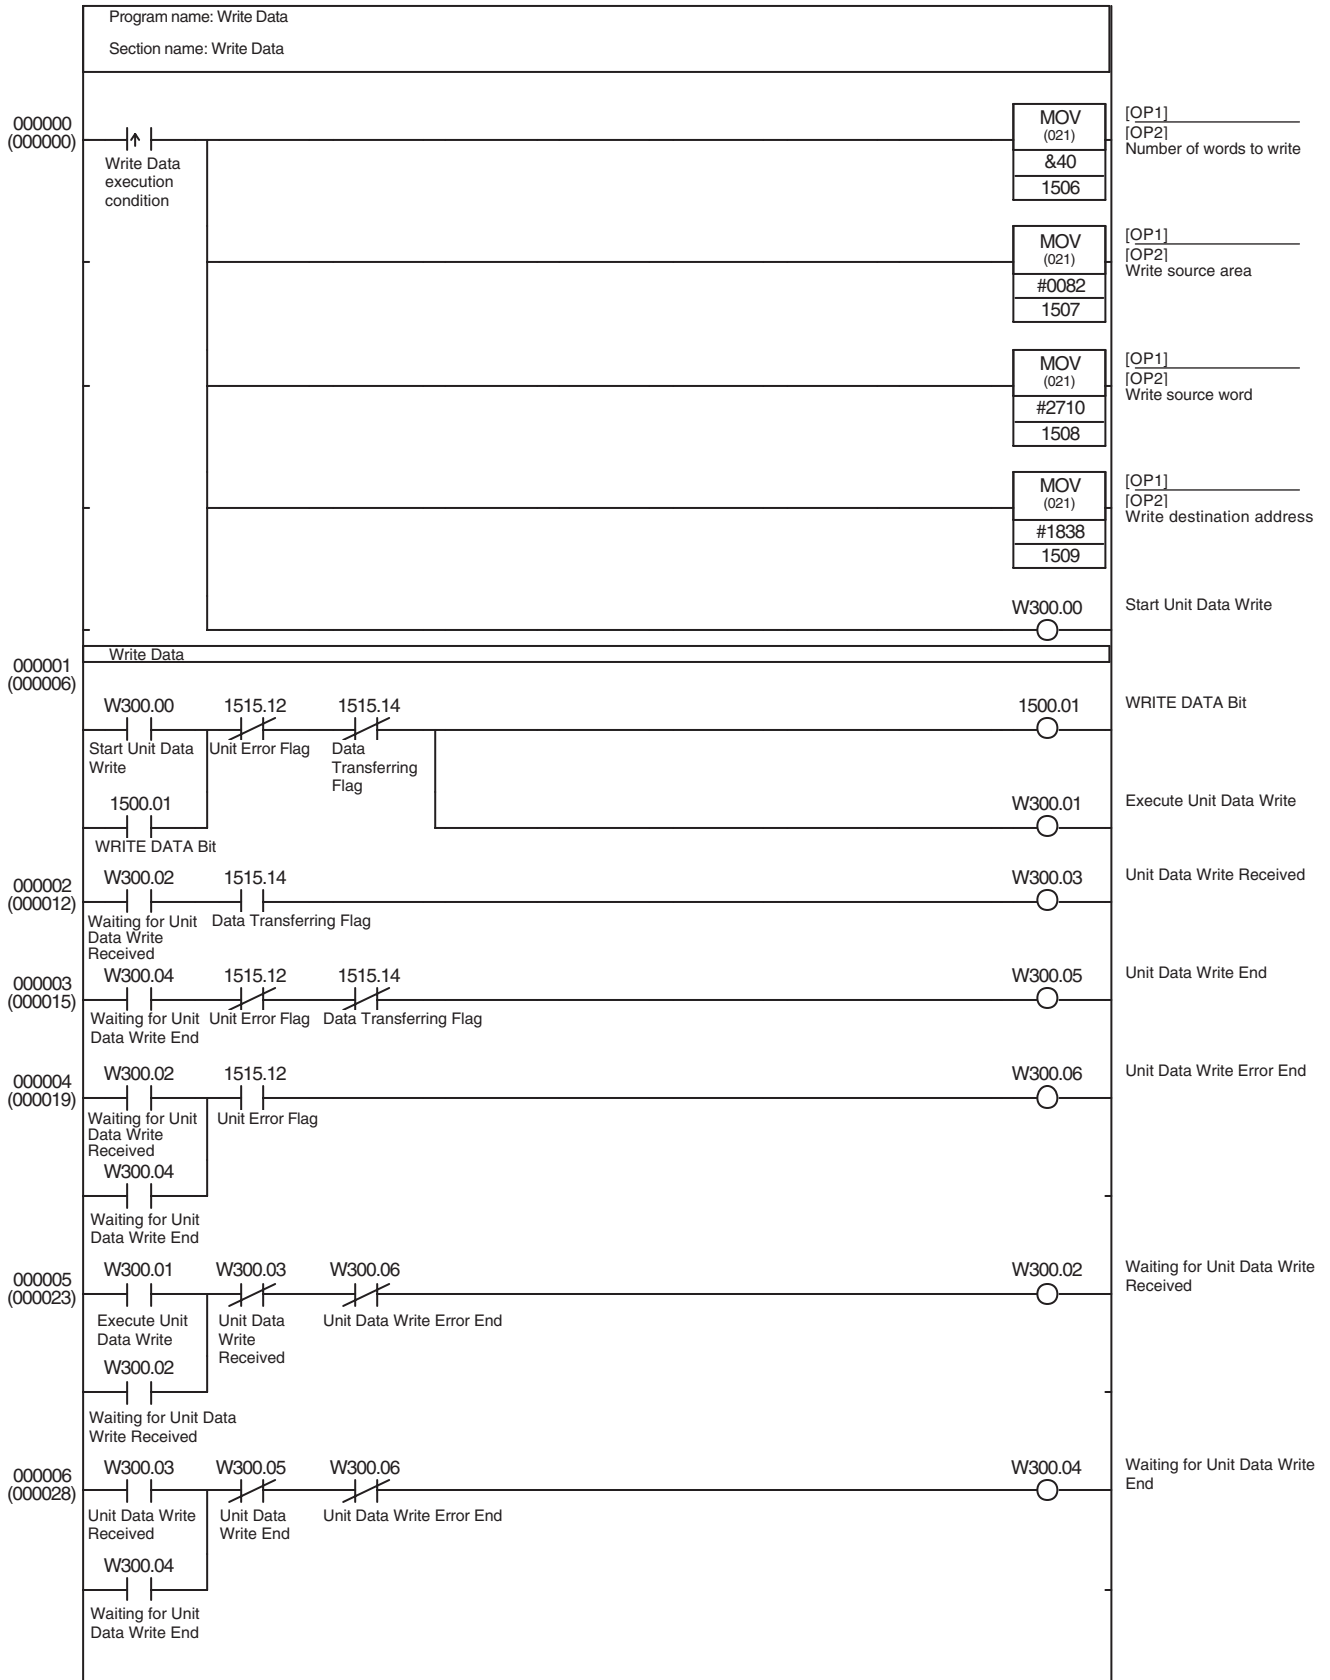 Program name: Write Data
Section name: Write Data
000000
(000000)
Write Data
execution
condition
MOV
(021)
&40
1506
[OP1]
[OP2]
Number of words to write
MOV
(021)
#0082
1507
[OP1]
[OP2]
Write source area
MOV
(021)
#2710
1508
[OP1]
[OP2]
Write source word
MOV
(021)
#1838
1509
[OP1]
[OP2]
Write destination address
W300.00
Start Unit Data Write
Write Data
000001
(000006)
W300.00 1515.12 1515.14 1500.01
WRITE DATA Bit
Start Unit Data
Write
Unit Error Flag
Data
Transferring
Flag
1500.01
W300.01
Execute Unit Data Write
WRITE DATA Bit
000002
(000012)
W300.02 1515.14 W300.03
Unit Data Write Received
Waiting for Unit
Data Write
Received
Data Transferring Flag
000003
(000015)
W300.04 1515.12 1515.14 W300.05
Unit Data Write End
Waiting for Unit
Data Write End
Unit Error Flag
Data Transferring Flag
000004
(000019)
W300.02 1515.12 W300.06
Unit Data Write Error End
Waiting for Unit
Data Write
Received
Unit Error Flag
W300.04
Waiting for Unit
Data Write End
000005
(000023)
W300.01 W300.03 W300.06 W300.02
Waiting for Unit Data Write
Received
Execute Unit
Data Write
Unit Data
Write
Received
Unit Data Write Error End
W300.02
Waiting for Unit Data
Write Received
000006
(000028)
W300.03 W300.05 W300.06 W300.04
Waiting for Unit Data Write
End
Unit Data Write
Received
Unit Data
Write End
Unit Data Write Error End
W300.04
Waiting for Unit
Data Write End